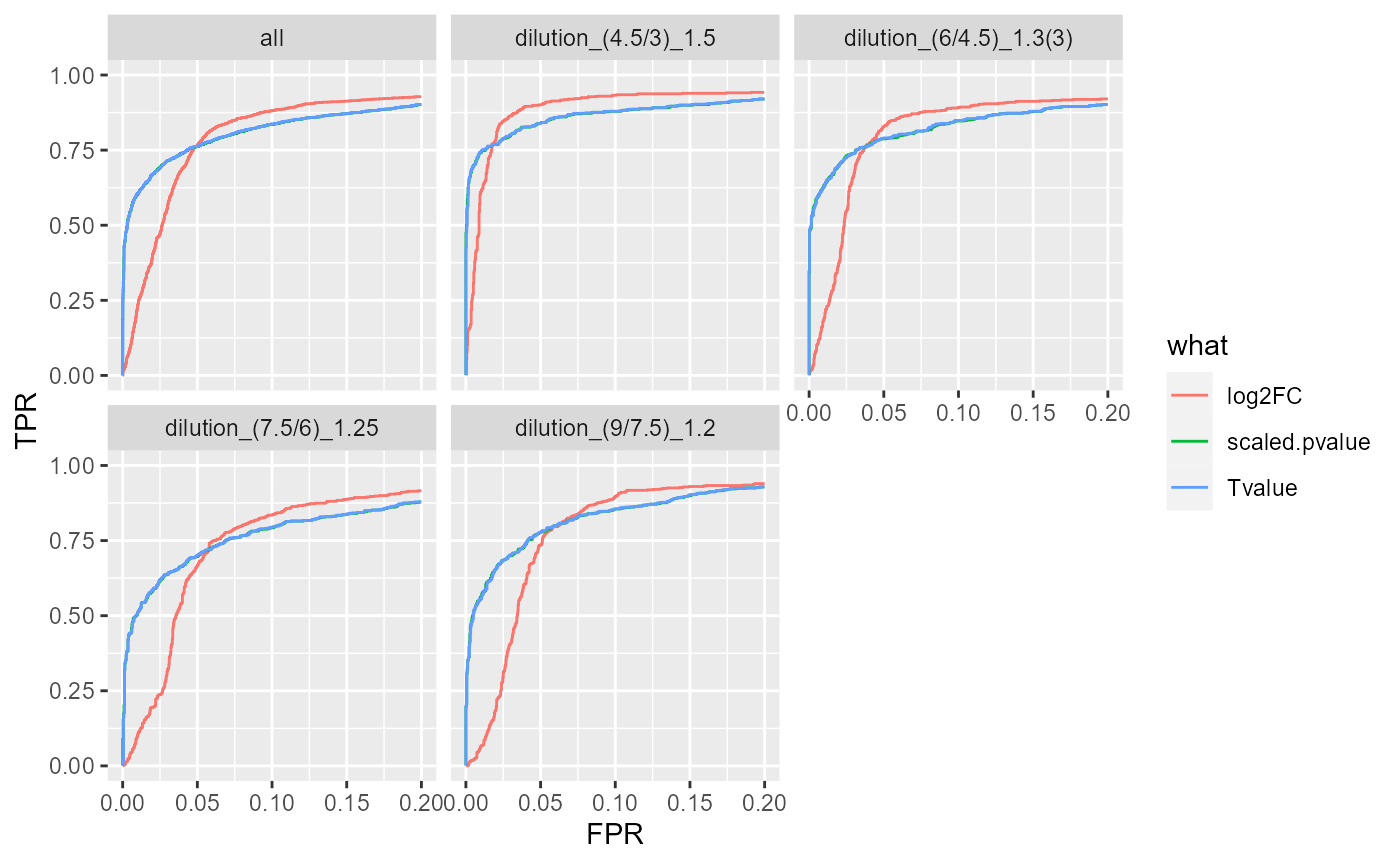 all
dilution_(4.5/3)_1.5
dilution_(6/4.5)_1.3(3)
1.00
0.75
0.50
0.25
0.00
0.00 0.05 0.10 0.15 0.20
dilution_(7.5/6)_1.25
dilution_(9/7.5)_1.2
1.00
0.75
0.50
0.25
0.00
0.00 0.05 0.10 0.15 0.20
0.00 0.05 0.10 0.15 0.20
TPR
FPR
what
log2FC
scaled.pvalue
Tvalue